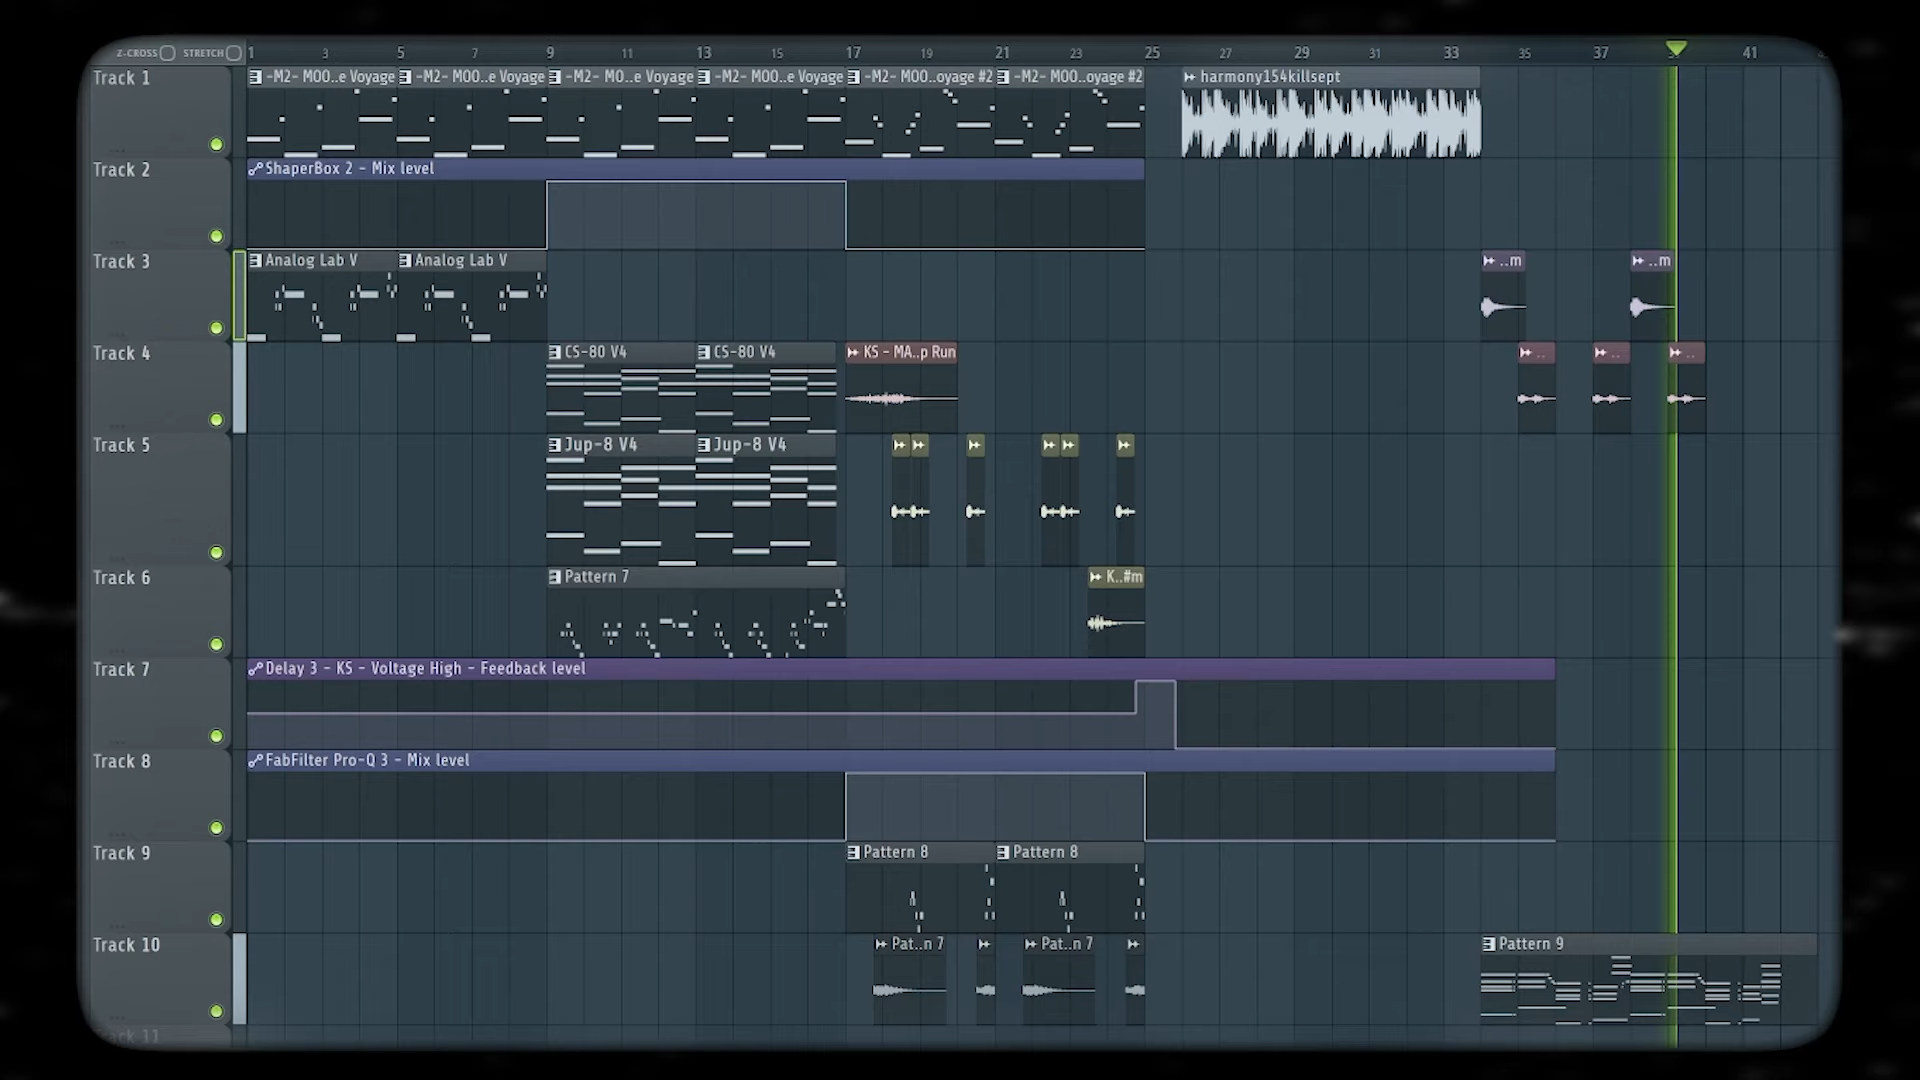 Z-CROSS STRETCH 1 3 5 7 9 11 13 15 17 19 21 23 25 27 29 31 33 35 37 41
Track 1 -M2- MOO..e Voyage -M2- MOO..e Voyage -M2- MO..e Voyage -M2- MOO..e Voyage -M2- MOO..oyage #2 -M2- MOO..oyage #2 harmony154killsept
Track 2 ShaperBox 2 - Mix level
Track 3 Analog Lab V Analog Lab V ..m ..m
Track 4 CS-80 V4 CS-80 V4 KS - MA..p Run .. .. ..
Track 5 Jup-8 V4 Jup-8 V4
Track 6 Pattern 7 K..#m
Track 7 Delay 3 - KS - Voltage High - Feedback level
Track 8 FabFilter Pro-Q 3 - Mix level
Track 9 Pattern 8 Pattern 8
Track 10 Pat..n 7 Pat..n 7 Pattern 9
Track 11